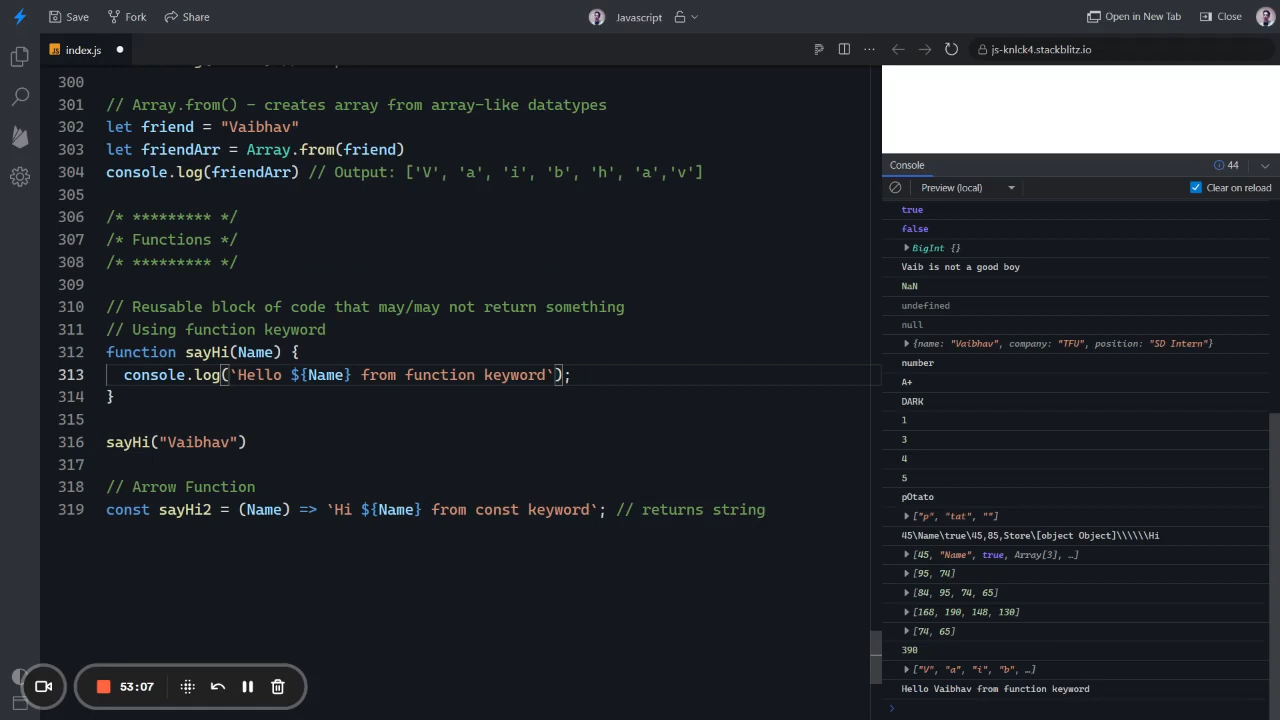 Save Fork Share Javascript Open in New Tab Close
index.js js-knlck4.stackblitz.io
300
301 // Array.from() - creates array from array-like datatypes
302 let friend = "Vaibhav"
303 let friendArr = Array.from(friend)
304 console.log(friendArr) // Output: ['V', 'a', 'i', 'b', 'h', 'a','v']
305
306 /* ********* */
307 /* Functions */
308 /* ********* */
309
310 // Reusable block of code that may/may not return something
311 // Using function keyword
312 function sayHi(Name) {
313 console.log(`Hello ${Name} from function keyword`);
314 }
315
316 sayHi("Vaibhav")
317
318 // Arrow Function
319 const sayHi2 = (Name) => `Hi ${Name} from const keyword`; // returns string
53:07
Console 44
Preview (local) Clear on reload
true
false
BigInt {}
Vaib is not a good boy
NaN
undefined
null
{name: "Vaibhav", company: "TFU", position: "SD Intern"}
number
A+
DARK
1
3
4
5
pOtato
["p", "tat", ""]
45\Name\true\45,85,Store\[object Object]\\\\\\Hi
[45, "Name", true, Array[3], …]
[95, 74]
[84, 95, 74, 65]
[168, 190, 148, 130]
[74, 65]
390
["V", "a", "i", "b", …]
Hello Vaibhav from function keyword